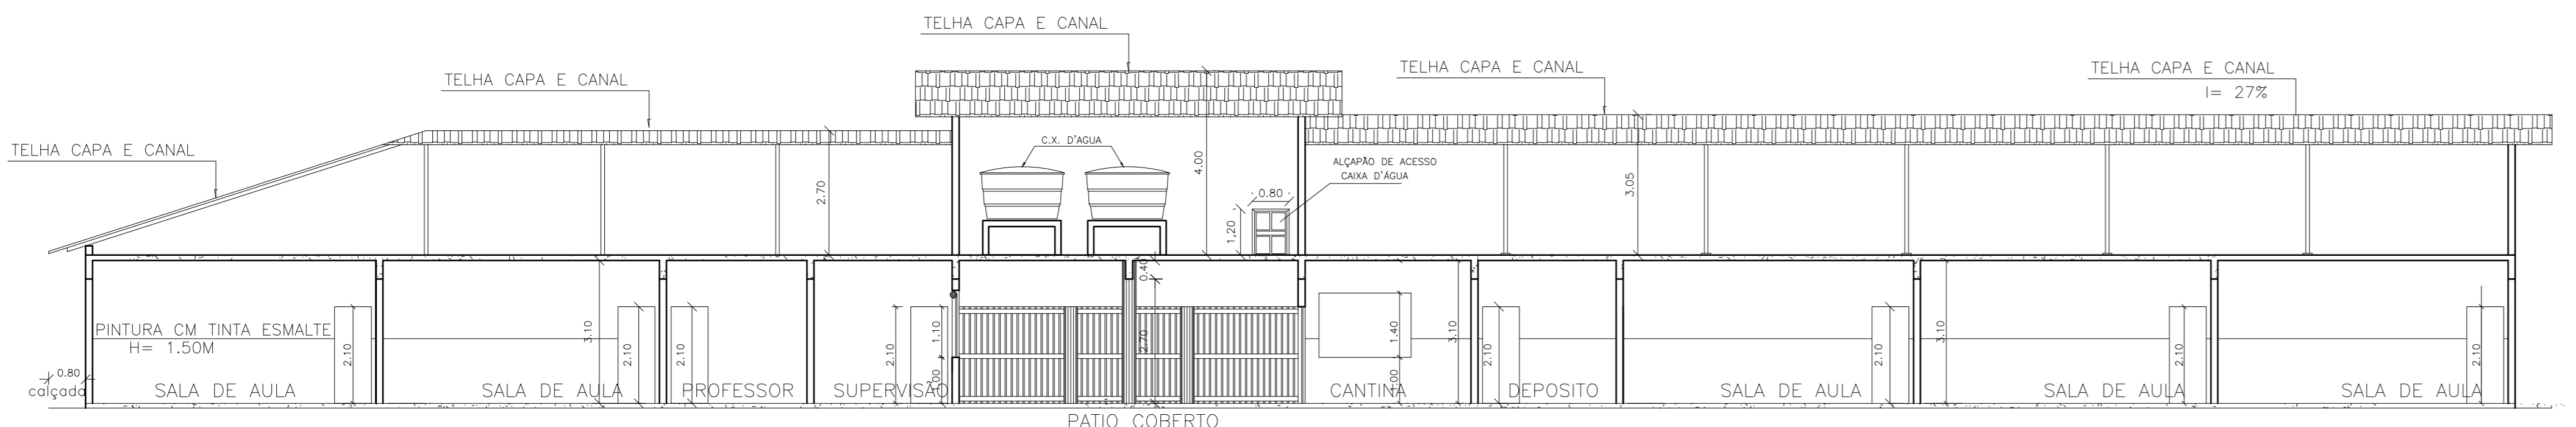 TELHA CAPA E CANAL
TELHA CAPA E CANAL
TELHA CAPA E CANAL
I= 27%
TELHA CAPA E CANAL
TELHA CAPA E CANAL
C.X. D'AGUA
ALÇAPÃO DE ACESSO
CAIXA D'ÁGUA
2.70
4.00
0.80
1,20
3.05
0.40
PINTURA CM TINTA ESMALTE
H= 1.50M
2.10
3.10
2.10
2.10
2.10
1.10
1.00
2.70
1.40
1.00
3.10
2.10
2.10
3.10
2.10
2.10
0.80
calçada
SALA DE AULA
SALA DE AULA
PROFESSOR
SUPERVISÃO
CANTINA
DEPOSITO
SALA DE AULA
SALA DE AULA
SALA DE AULA
PATIO COBERTO